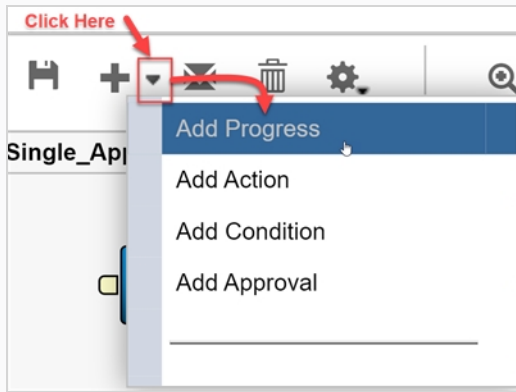 Click Here
Add Progress
Single_App
Add Action
Add Condition
Add Approval